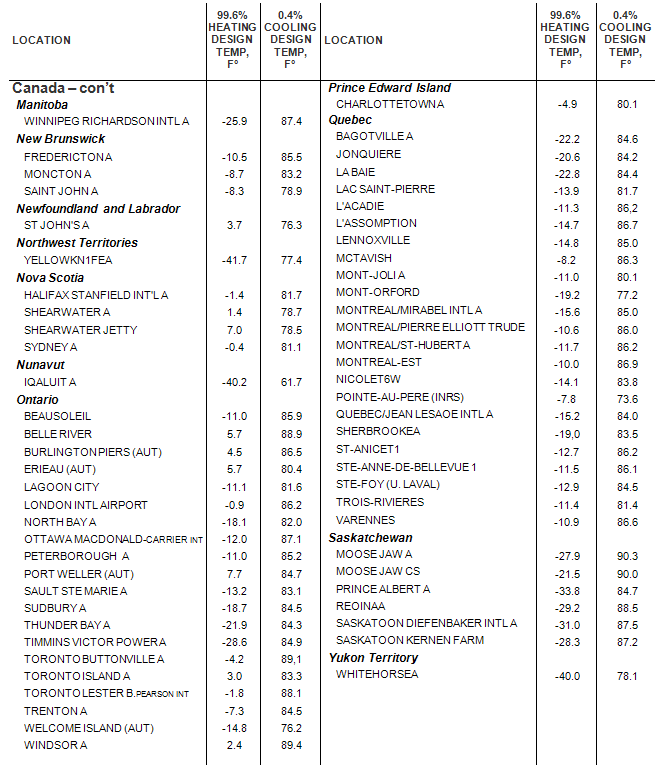 LOCATION 99.6% HEATING DESIGN TEMP, F° 0.4% COOLING DESIGN TEMP, F°
Canada – con't
Manitoba
WINNIPEG RICHARDSON INTL A -25.9 87.4
New Brunswick
FREDERICTON A -10.5 85.5
MONCTON A -8.7 83.2
SAINT JOHN A -8.3 78.9
Newfoundland and Labrador
ST JOHN'S A 3.7 76.3
Northwest Territories
YELLOWKN1FEA -41.7 77.4
Nova Scotia
HALIFAX STANFIELD INT'L A -1.4 81.7
SHEARWATER A 1.4 78.7
SHEARWATER JETTY 7.0 78.5
SYDNEY A -0.4 81.1
Nunavut
IQALUIT A -40.2 61.7
Ontario
BEAUSOLEIL -11.0 85.9
BELLE RIVER 5.7 88.9
BURLINGTON PIERS (AUT) 4.5 86.5
ERIEAU (AUT) 5.7 80.4
LAGOON CITY -11.1 81.6
LONDON INTL AIRPORT -0.9 86.2
NORTH BAY A -18.1 82.0
OTTAWA MACDONALD-CARRIER INT -12.0 87.1
PETERBOROUGH A -11.0 85.2
PORT WELLER (AUT) 7.7 84.7
SAULT STE MARIE A -13.2 83.1
SUDBURY A -18.7 84.5
THUNDER BAY A -21.9 84.3
TIMMINS VICTOR POWER A -28.6 84.9
TORONTO BUTTONVILLE A -4.2 89,1
TORONTO ISLAND A 3.0 83.3
TORONTO LESTER B.PEARSON INT -1.8 88.1
TRENTON A -7.3 84.5
WELCOME ISLAND (AUT) -14.8 76.2
WINDSOR A 2.4 89.4
LOCATION 99.6% HEATING DESIGN TEMP, F° 0.4% COOLING DESIGN TEMP, F°
Prince Edward Island
CHARLOTTETOWN A -4.9 80.1
Quebec
BAGOTVILLE A -22.2 84.6
JONQUIERE -20.6 84.2
LA BAIE -22.8 84.4
LAC SAINT-PIERRE -13.9 81.7
L'ACADIE -11.3 86,2
L'ASSOMPTION -14.7 86.7
LENNOXVILLE -14.8 85.0
MCTAVISH -8.2 86.3
MONT-JOLI A -11.0 80.1
MONT-ORFORD -19.2 77.2
MONTREAL/MIRABEL INTL A -15.6 85.0
MONTREAL/PIERRE ELLIOTT TRUDE -10.6 86.0
MONTREAL/ST-HUBERT A -11.7 86.2
MONTREAL-EST -10.0 86.9
NICOLET6W -14.1 83.8
POINTE-AU-PERE (INRS) -7.8 73.6
QUEBEC/JEAN LESAOE INTL A -15.2 84.0
SHERBROOKEA -19,0 83.5
ST-ANICET1 -12.7 86.2
STE-ANNE-DE-BELLEVUE 1 -11.5 86.1
STE-FOY (U. LAVAL) -12.9 84.5
TROIS-RIVIERES -11.4 81.4
VARENNES -10.9 86.6
Saskatchewan
MOOSE JAW A -27.9 90.3
MOOSE JAW CS -21.5 90.0
PRINCE ALBERT A -33.8 84.7
REOINAA -29.2 88.5
SASKATOON DIEFENBAKER INTL A -31.0 87.5
SASKATOON KERNEN FARM -28.3 87.2
Yukon Territory
WHITEHORSEA -40.0 78.1